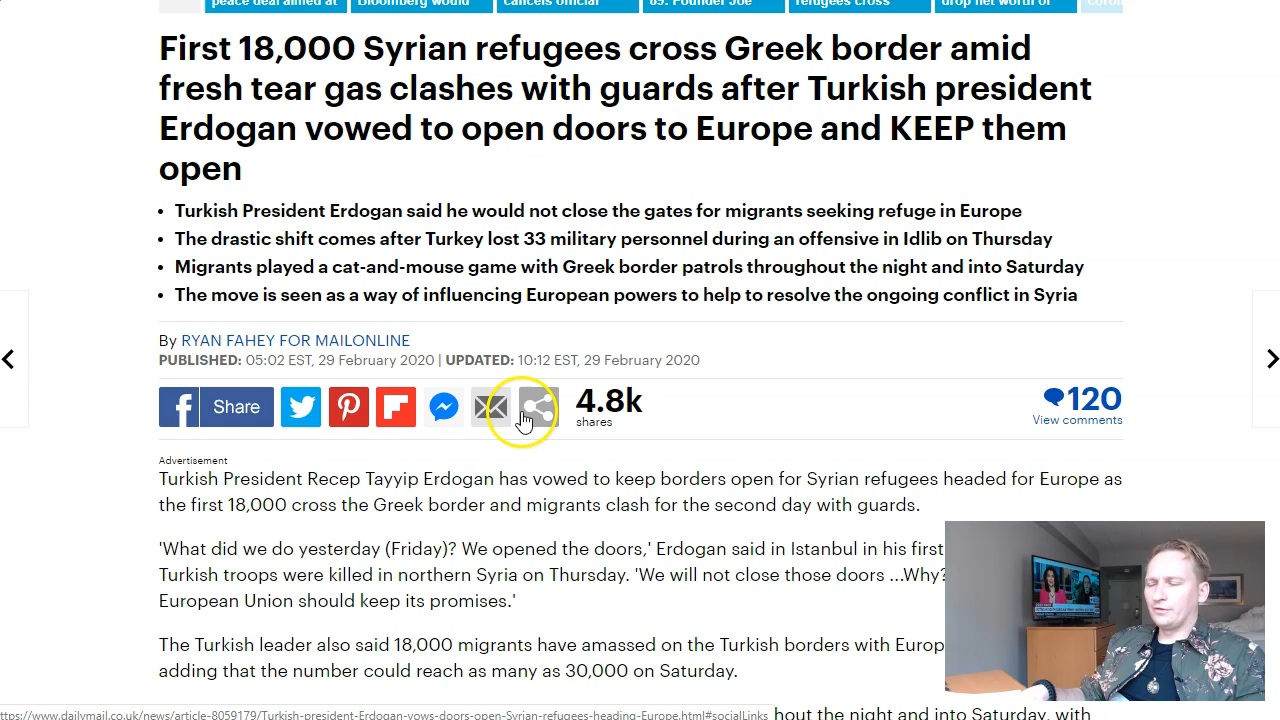 peace deal aimed at
Bloomberg would
cancels official
89: Founder Joe
refugees cross
drop net worth of
coron
First 18,000 Syrian refugees cross Greek border amid
fresh tear gas clashes with guards after Turkish president
Erdogan vowed to open doors to Europe and KEEP them
open
• Turkish President Erdogan said he would not close the gates for migrants seeking refuge in Europe
• The drastic shift comes after Turkey lost 33 military personnel during an offensive in Idlib on Thursday
• Migrants played a cat-and-mouse game with Greek border patrols throughout the night and into Saturday
• The move is seen as a way of influencing European powers to help to resolve the ongoing conflict in Syria
By RYAN FAHEY FOR MAILONLINE
PUBLISHED: 05:02 EST, 29 February 2020 | UPDATED: 10:12 EST, 29 February 2020
Share
4.8k
shares
120
View comments
Advertisement
Turkish President Recep Tayyip Erdogan has vowed to keep borders open for Syrian refugees headed for Europe as
the first 18,000 cross the Greek border and migrants clash for the second day with guards.
'What did we do yesterday (Friday)? We opened the doors,' Erdogan said in Istanbul in his first
Turkish troops were killed in northern Syria on Thursday. 'We will not close those doors ...Why?
European Union should keep its promises.'
The Turkish leader also said 18,000 migrants have amassed on the Turkish borders with Europ
adding that the number could reach as many as 30,000 on Saturday.
ttps://www.dailymail.co.uk/news/article-8059179/Turkish-president-Erdogan-vows-doors-open-Syrian-refugees-heading-Europe.html#socialLinks
hout the night and into Saturday, with